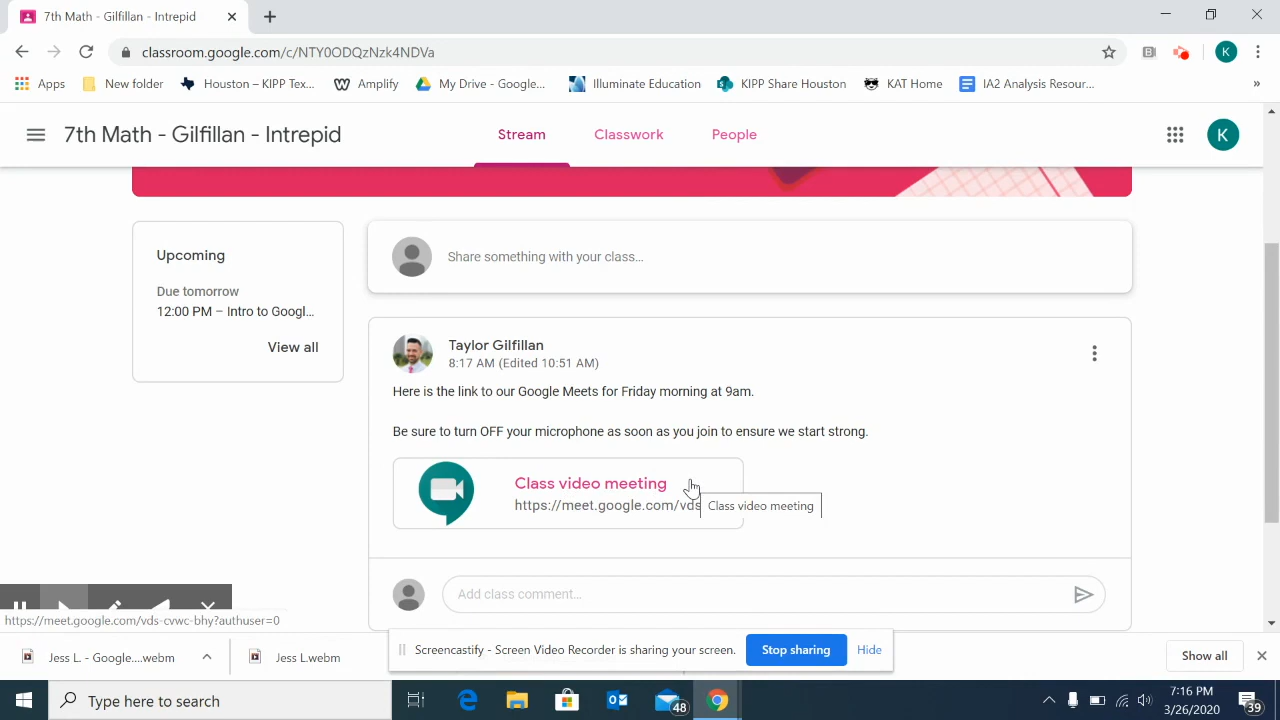 7th Math - Gilfillan - Intrepid
classroom.google.com/c/NTY0ODQzNzk4NDVa
Apps
New folder
Houston – KIPP Tex...
Amplify
My Drive - Google...
Illuminate Education
KIPP Share Houston
KAT Home
IA2 Analysis Resour...
»
K
7th Math - Gilfillan - Intrepid
Stream
Classwork
People
K
Upcoming
Due tomorrow
12:00 PM – Intro to Googl...
View all
Share something with your class...
Taylor Gilfillan
8:17 AM (Edited 10:51 AM)
Here is the link to our Google Meets for Friday morning at 9am.
Be sure to turn OFF your microphone as soon as you join to ensure we start strong.
Class video meeting
https://meet.google.com/vds
Class video meeting
Add class comment...
https://meet.google.com/vds-cvwc-bhy?authuser=0
Jess L. - Google....webm
Jess L.webm
Screencastify - Screen Video Recorder is sharing your screen.
Stop sharing
Hide
Show all
Type here to search
48
7:16 PM
3/26/2020
39